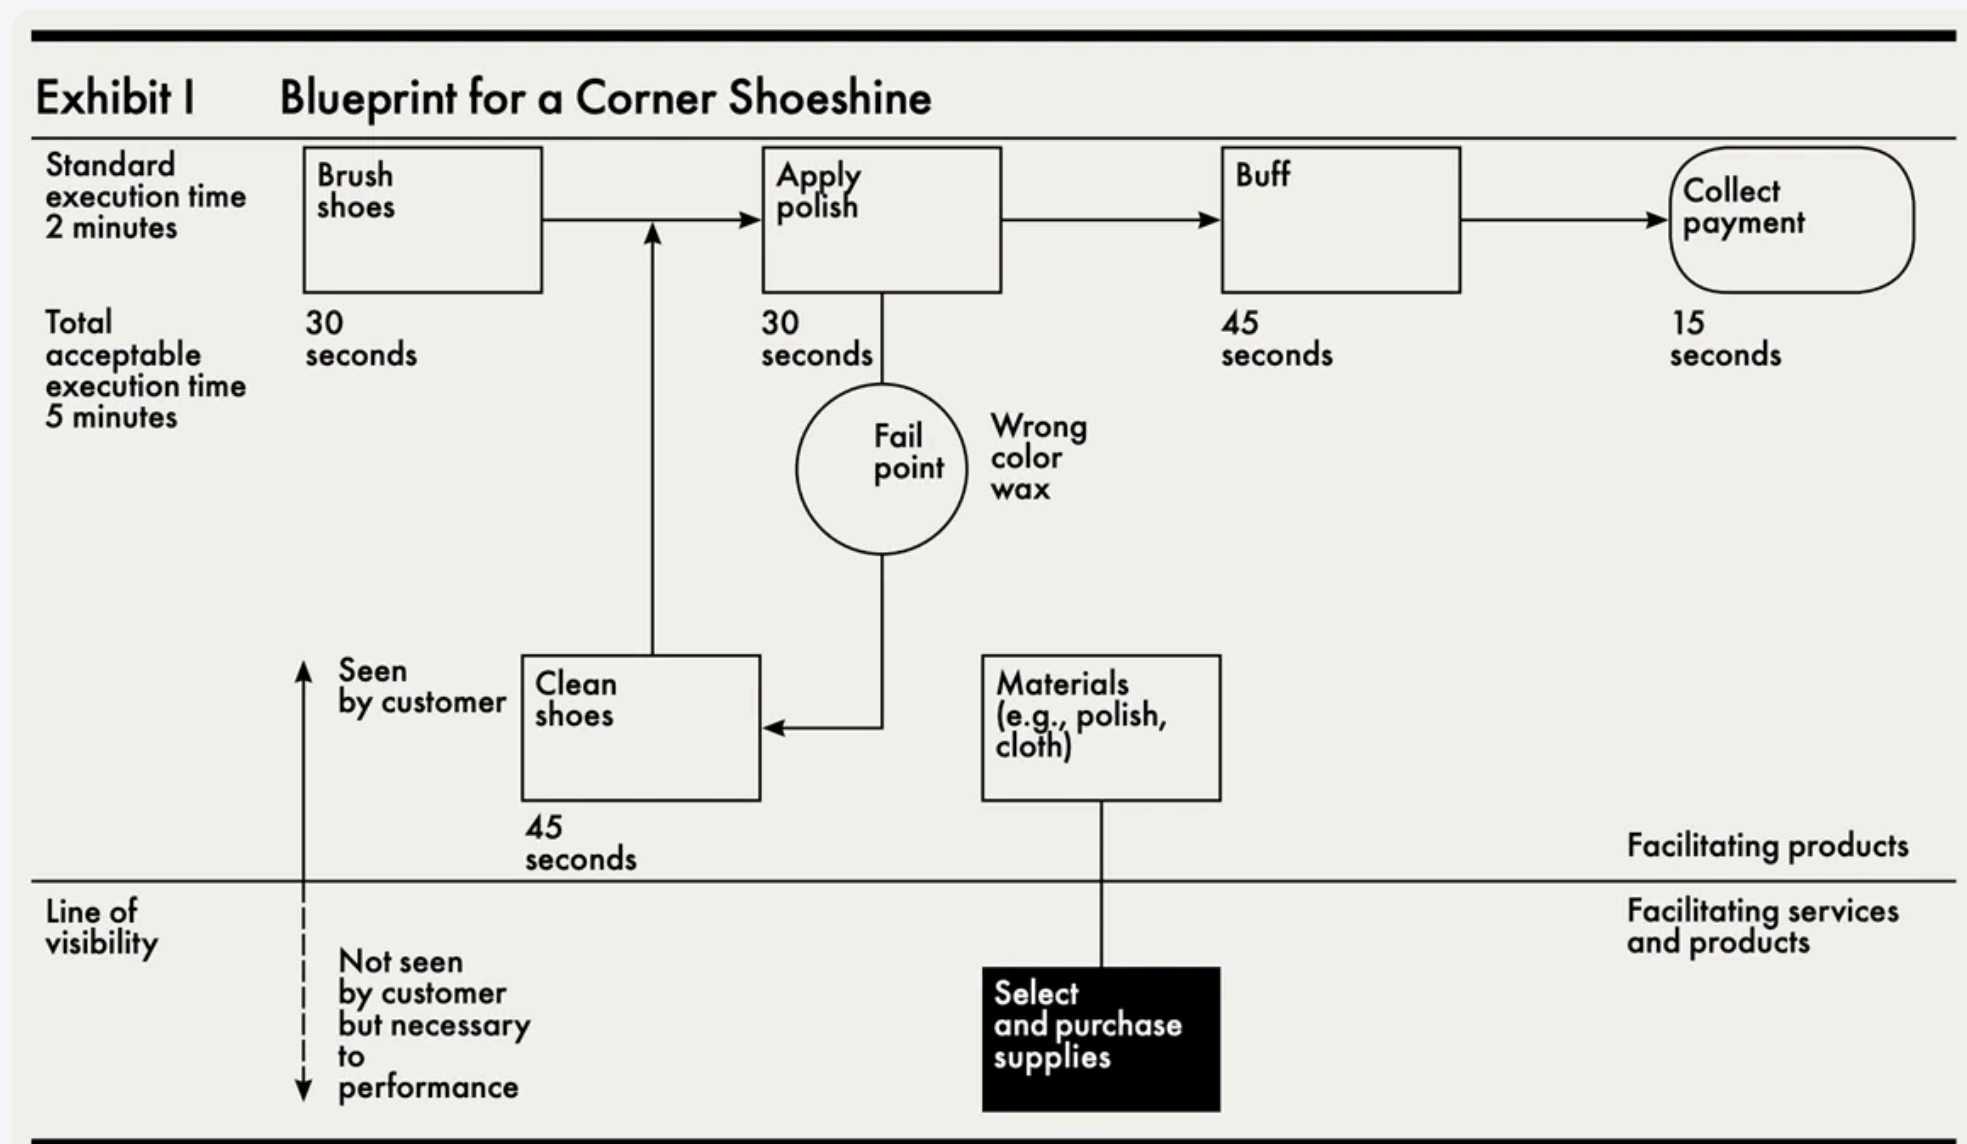 Exhibit I
Blueprint for a Corner Shoeshine
Standard
execution time
2 minutes
Total
acceptable
execution time
5 minutes
Brush
shoes
30
seconds
Apply
polish
30
seconds
Buff
45
seconds
Collect
payment
15
seconds
Fail
point
Wrong
color
wax
Seen
by customer
Clean
shoes
45
seconds
Materials
(e.g., polish,
cloth)
Facilitating products
Line of
visibility
Facilitating services
and products
Not seen
by customer
but necessary
to
performance
Select
and purchase
supplies